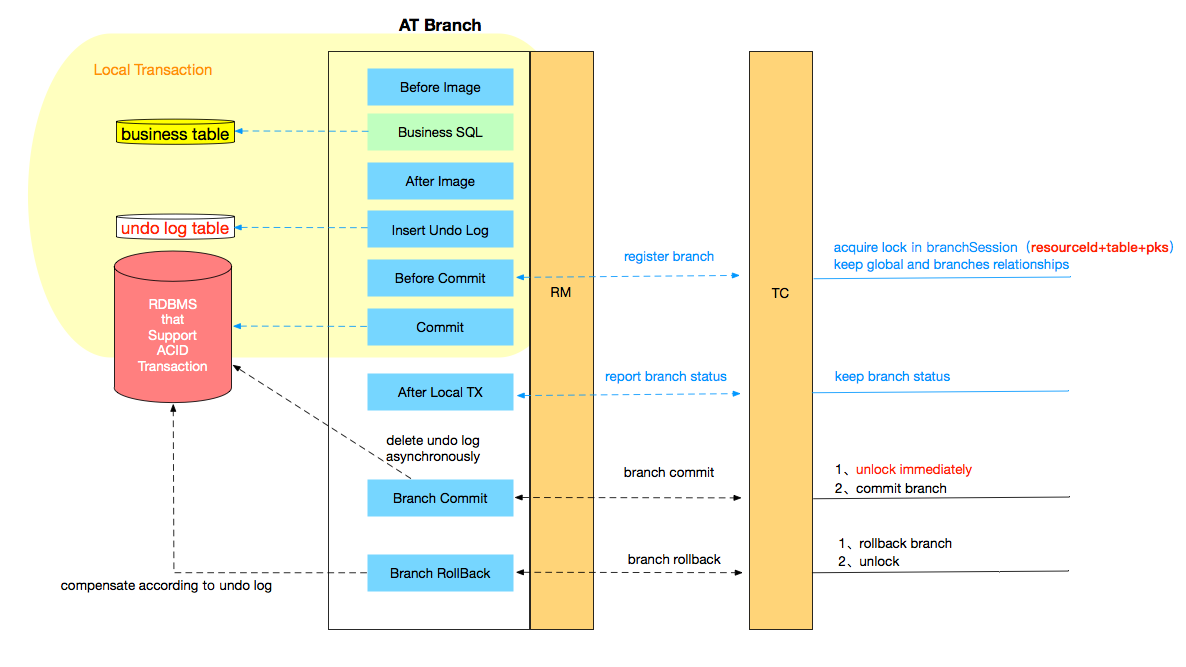 AT Branch
Local Transaction
Before Image
business table
Business SQL
After Image
undo log table
Insert Undo Log
register branch
acquire lock in branchSession（resourceId+table+pks）
keep global and branches relationships
Before Commit
RM
TC
RDBMS
that
Support
ACID
Transaction
Commit
After Local TX
report branch status
keep branch status
delete undo log
asynchronously
Branch Commit
branch commit
1、unlock immediately
2、commit branch
Branch RollBack
branch rollback
1、rollback branch
2、unlock
compensate according to undo log